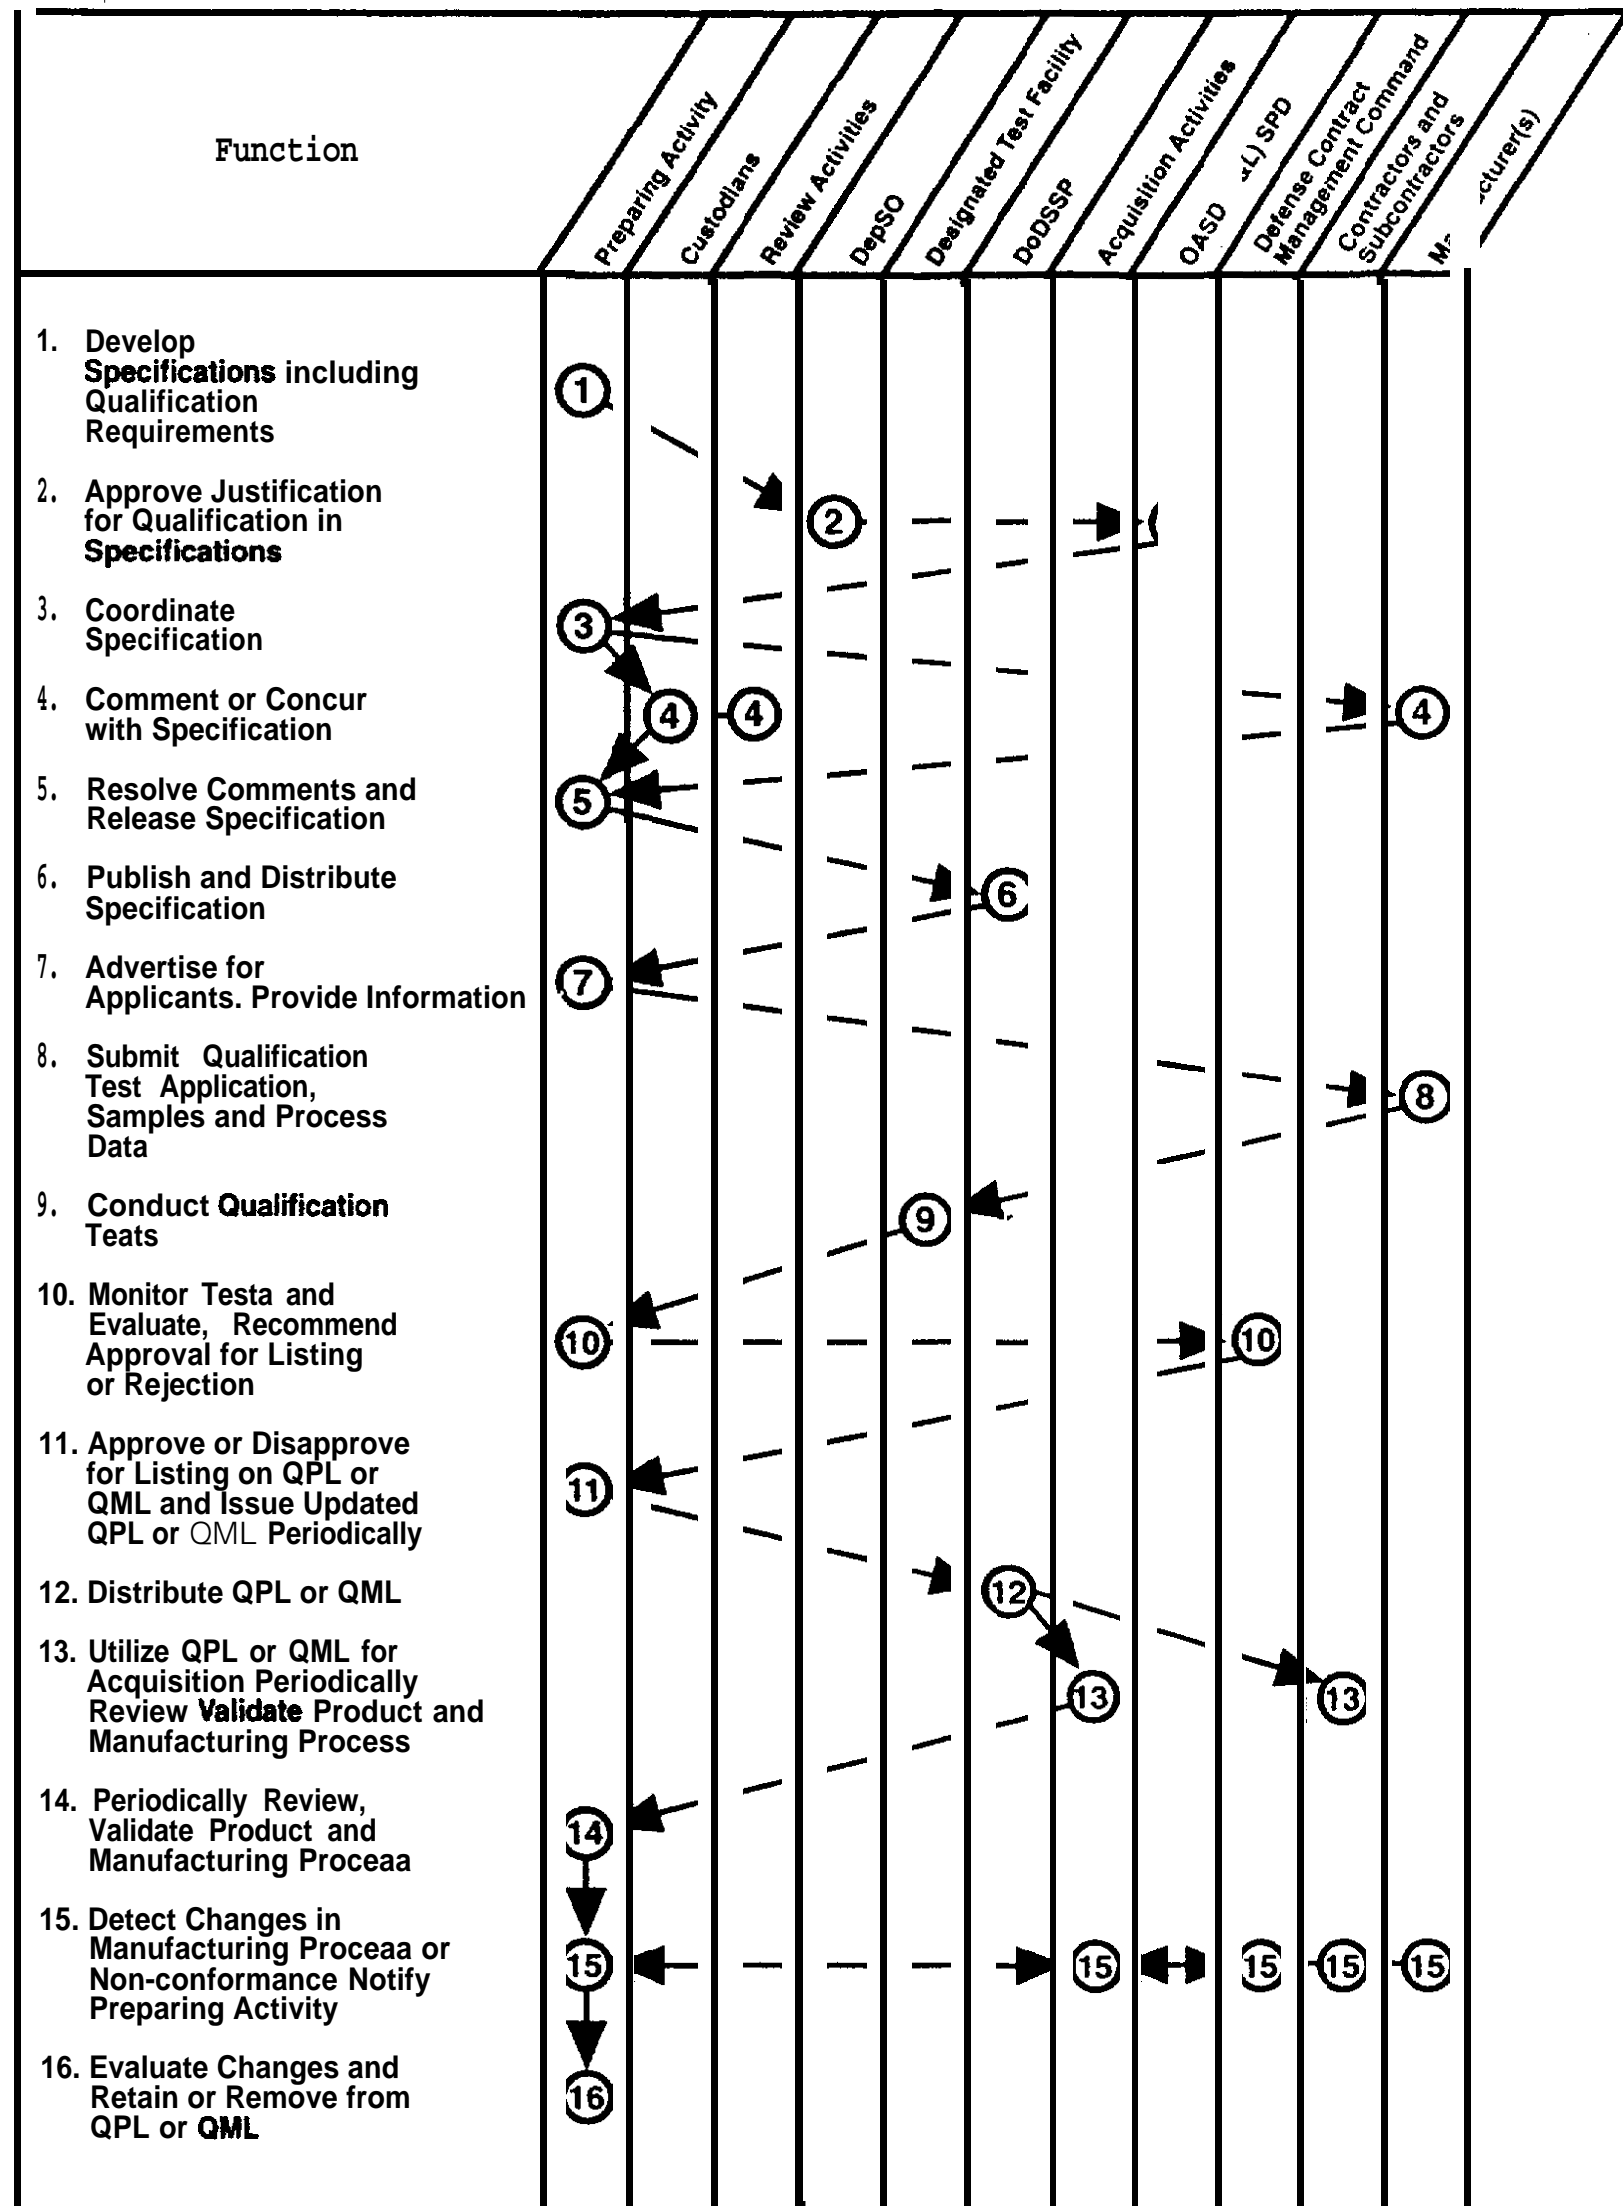 Function
Preparing Activity
Custodians
Review Activities
DepSO
Designated Test Facility
DoDSSP
Acquisition Activities
OASD (L) SPD
Defense Contract
Management Command
Contractors and
Subcontractors
cturer(s)
1. Develop
Specifications including
Qualification
Requirements
1
2. Approve Justification
for Qualification in
Specifications
2
3. Coordinate
Specification
3
4. Comment or Concur
with Specification
4 4 4
5. Resolve Comments and
Release Specification
5
6. Publish and Distribute
Specification
6
7. Advertise for
Applicants. Provide Information
7
8. Submit Qualification
Test Application,
Samples and Process
Data
8
9. Conduct Qualification
Teats
9
10. Monitor Testa and
Evaluate, Recommend
Approval for Listing
or Rejection
10 10
11. Approve or Disapprove
for Listing on QPL or
QML and Issue Updated
QPL or QML Periodically
11
12. Distribute QPL or QML
12
13. Utilize QPL or QML for
Acquisition Periodically
Review Validate Product and
Manufacturing Process
13 13
14. Periodically Review,
Validate Product and
Manufacturing Proceaa
14
15. Detect Changes in
Manufacturing Proceaa or
Non-conformance Notify
Preparing Activity
15 15 15 15 15
16. Evaluate Changes and
Retain or Remove from
QPL or QML
16